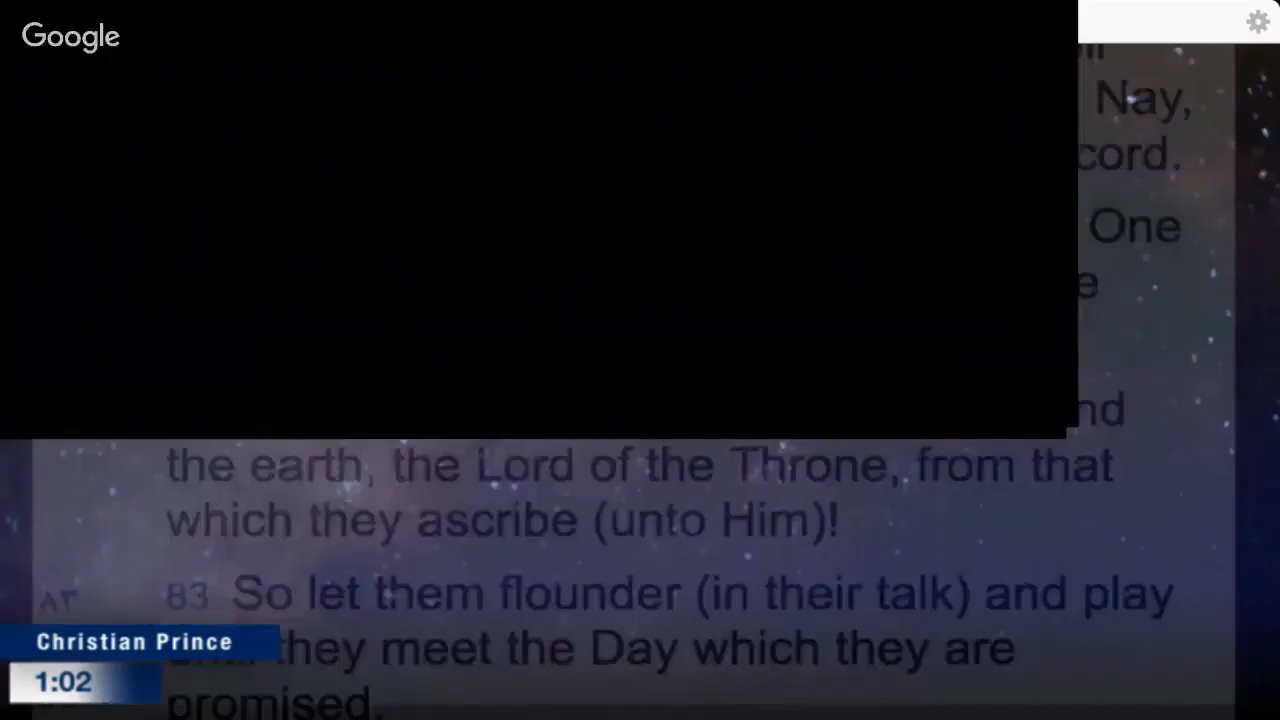 Google
Nay,
cord.
One
e
nd
the earth, the Lord of the Throne, from that
which they ascribe (unto Him)!
٨٣ 83 So let them flounder (in their talk) and play
they meet the Day which they are
promised.
Christian Prince
1:02